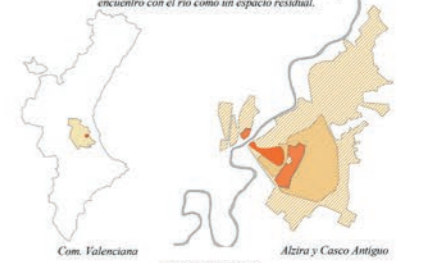 encuentro con el río como un espacio residual.
Com. Valenciana
Alzira y Casco Antiguo